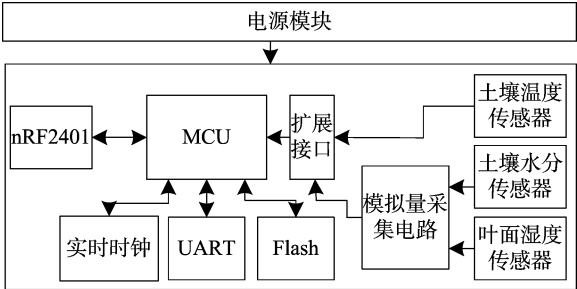 电源模块
nRF2401
MCU
扩展
接口
土壤温度
传感器
土壤水分
传感器
模拟量采
集电路
叶面湿度
传感器
实时时钟
UART
Flash